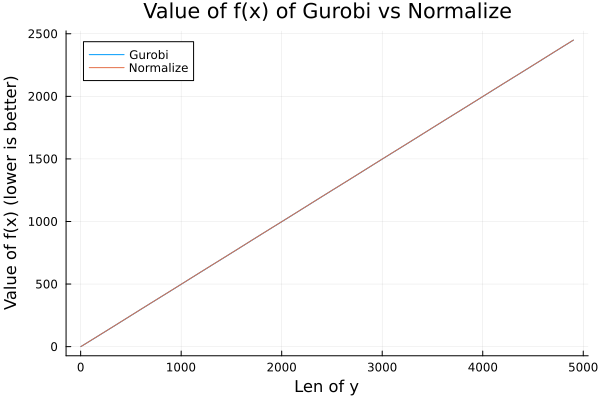 Value of f(x) of Gurobi vs Normalize
Value of f(x) (lower is better)
2500
2000
1500
1000
500
0
Gurobi
Normalize
0 1000 2000 3000 4000 5000
Len of y